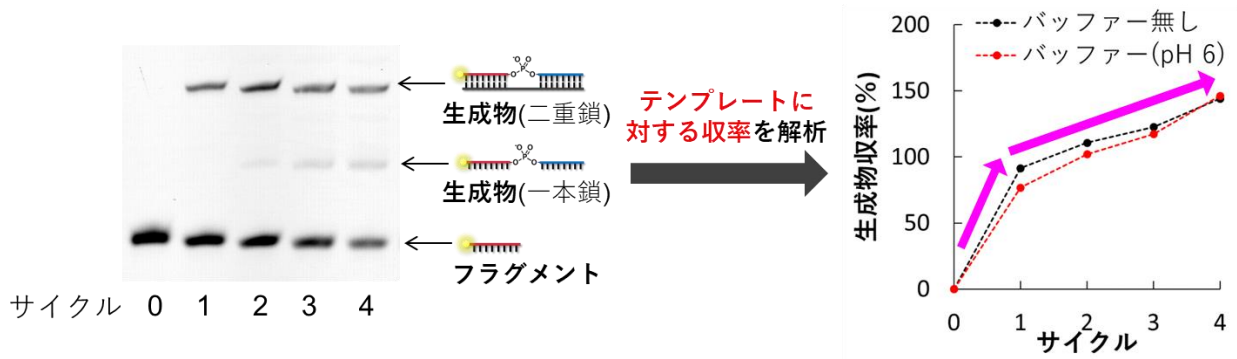 サイクル 0 1 2 3 4
O⁻
⁻O
O P O
O
生成物(二重鎖)
O⁻
⁻O
O P O
O
生成物(一本鎖)
フラグメント
テンプレートに
対する収率を解析
生成物収率(%)
200
150
100
50
0
バッファー無し
バッファー(pH 6)
0 1 2 3 4
サイクル